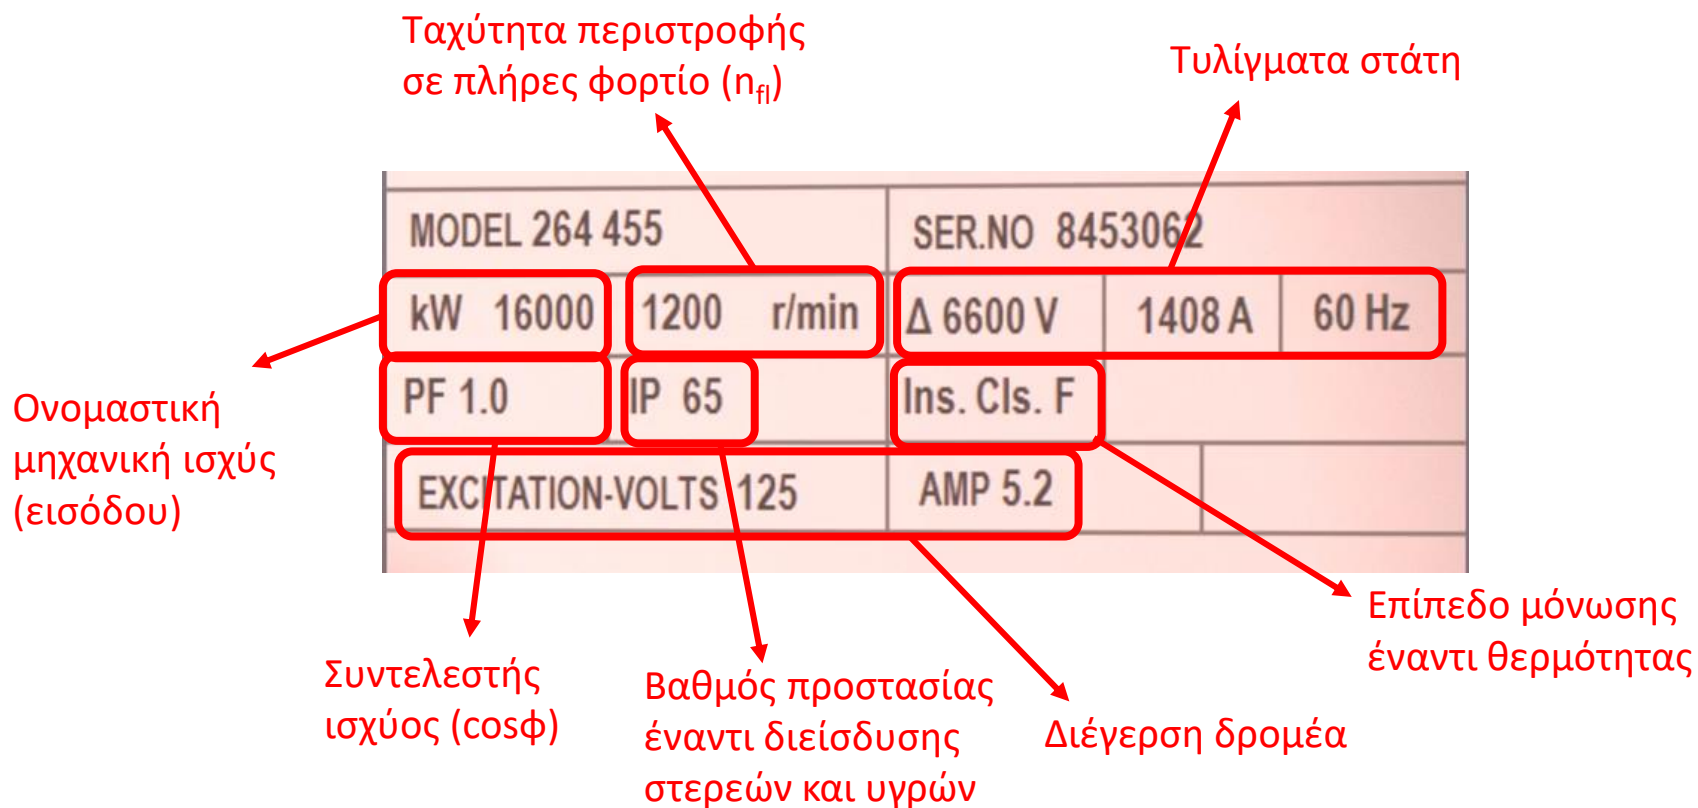 Ταχύτητα περιστροφής
σε πλήρες φορτίο (nfl)
Τυλίγματα στάτη
MODEL 264 455 SER.NO 8453062
kW 16000 1200 r/min Δ 6600 V 1408 A 60 Hz
PF 1.0 IP 65 Ins. Cls. F
EXCITATION-VOLTS 125 AMP 5.2
Ονομαστική
μηχανική ισχύς
(εισόδου)
Συντελεστής
ισχύος (cosφ)
Βαθμός προστασίας
έναντι διείσδυσης
στερεών και υγρών
Διέγερση δρομέα
Επίπεδο μόνωσης
έναντι θερμότητας